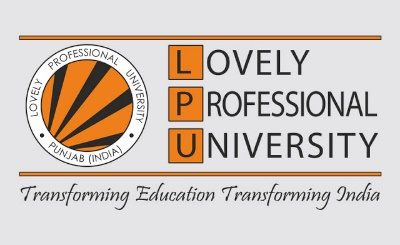 LOVELY PROFESSIONAL UNIVERSITY
• PUNJAB (INDIA) •
LOVELY
PROFESSIONAL
UNIVERSITY
Transforming Education Transforming India